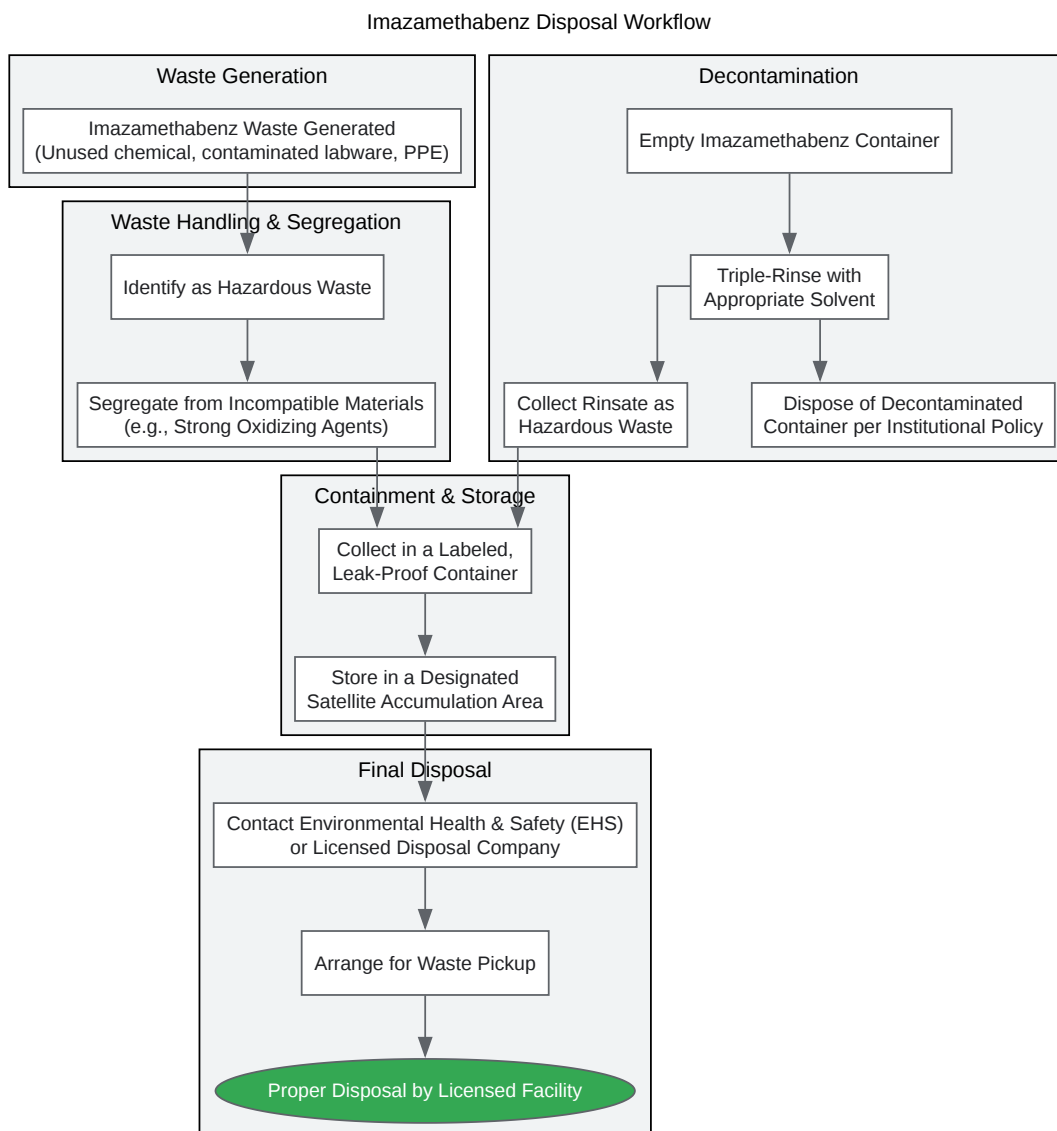 Imazamethabenz Disposal Workflow
Waste Generation
Imazamethabenz Waste Generated
(Unused chemical, contaminated labware, PPE)
Waste Handling & Segregation
Identify as Hazardous Waste
Segregate from Incompatible Materials
(e.g., Strong Oxidizing Agents)
Decontamination
Empty Imazamethabenz Container
Triple-Rinse with
Appropriate Solvent
Collect Rinsate as
Hazardous Waste
Dispose of Decontaminated
Container per Institutional Policy
Containment & Storage
Collect in a Labeled,
Leak-Proof Container
Store in a Designated
Satellite Accumulation Area
Final Disposal
Contact Environmental Health & Safety (EHS)
or Licensed Disposal Company
Arrange for Waste Pickup
Proper Disposal by Licensed Facility